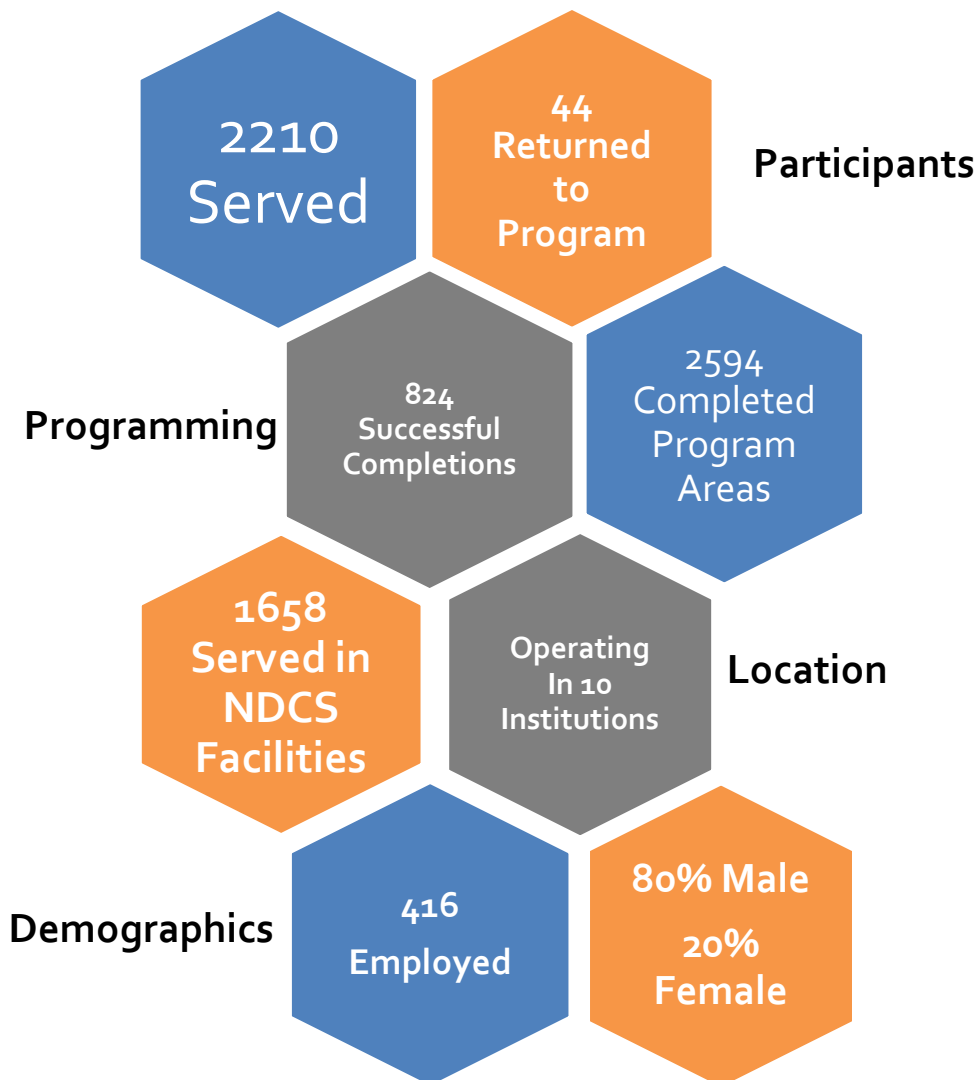 2210
Served
44
Returned
to
Program
Participants
Programming
824
Successful
Completions
2594
Completed
Program
Areas
1658
Served in
NDCS
Facilities
Operating
In 10
Institutions
Location
Demographics
416
Employed
80% Male
20%
Female